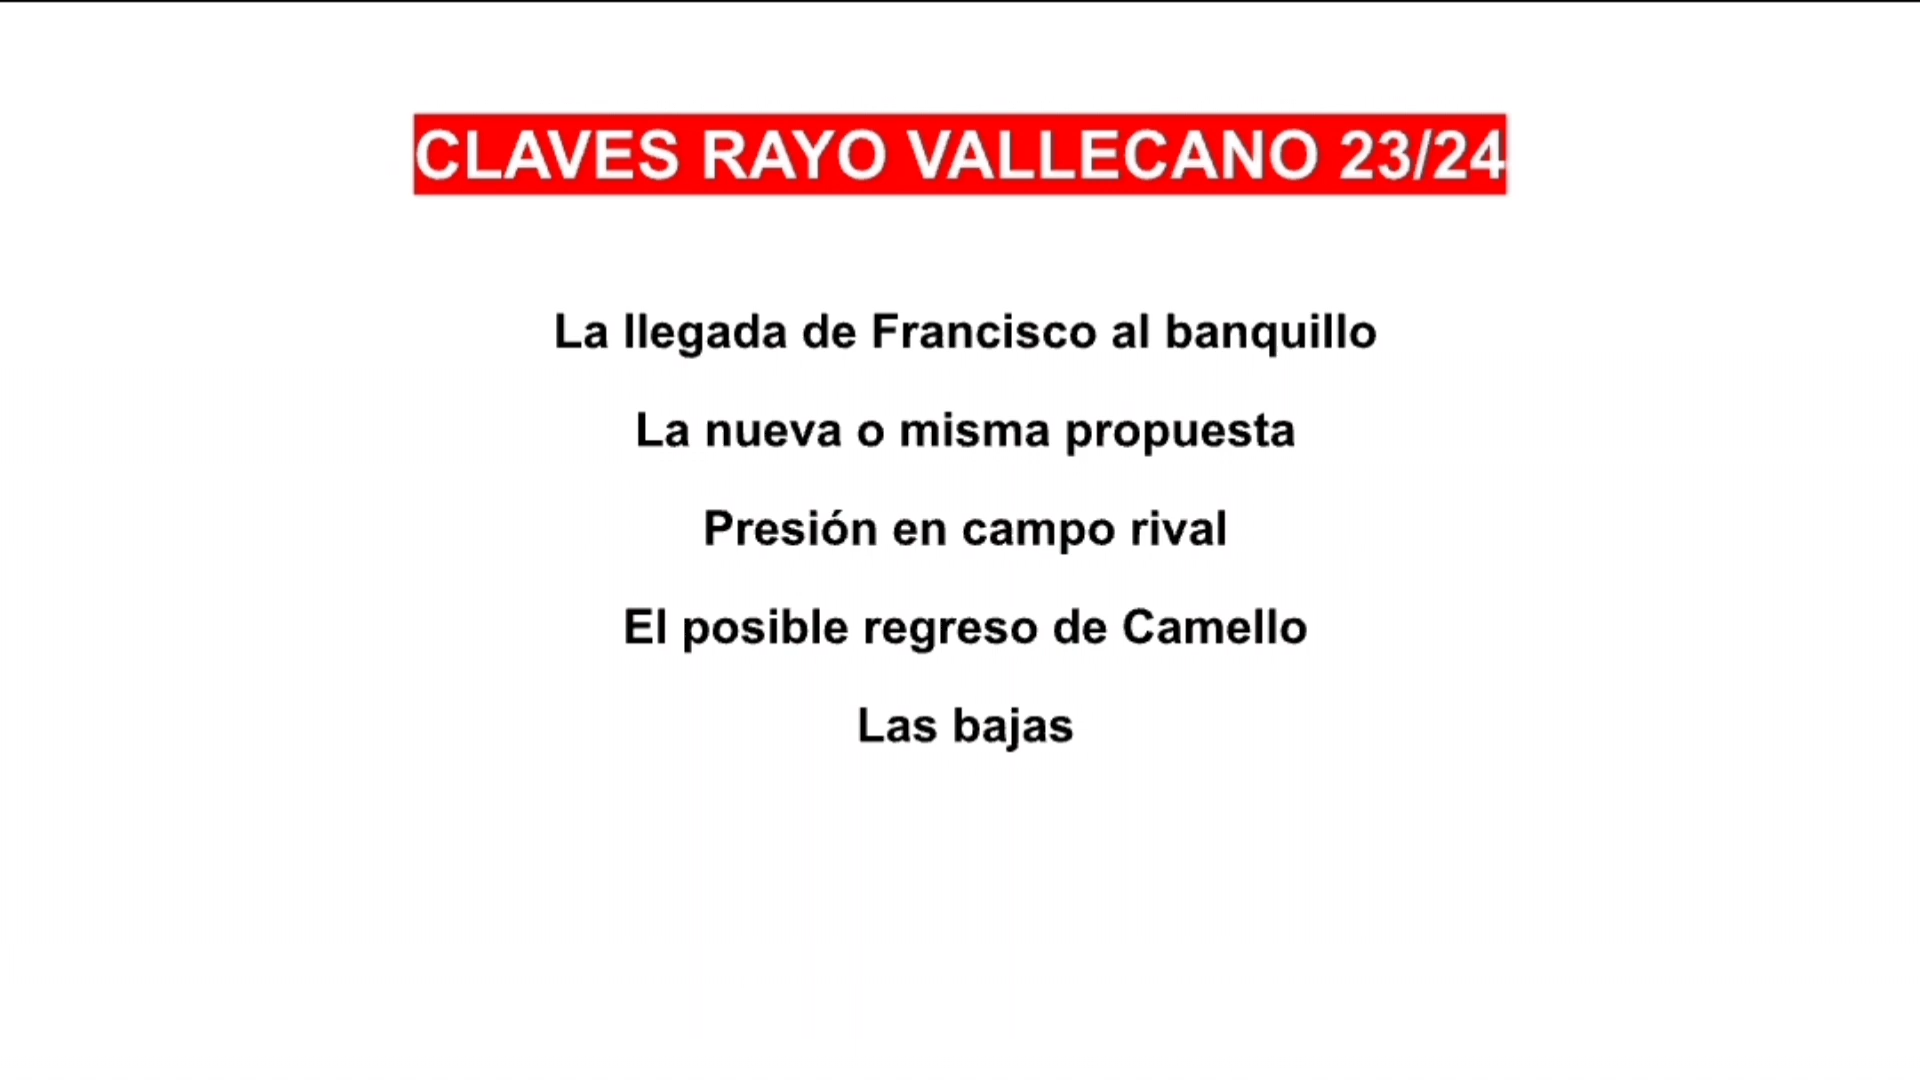 CLAVES RAYO VALLECANO 23/24
La llegada de Francisco al banquillo
La nueva o misma propuesta
Presión en campo rival
El posible regreso de Camello
Las bajas